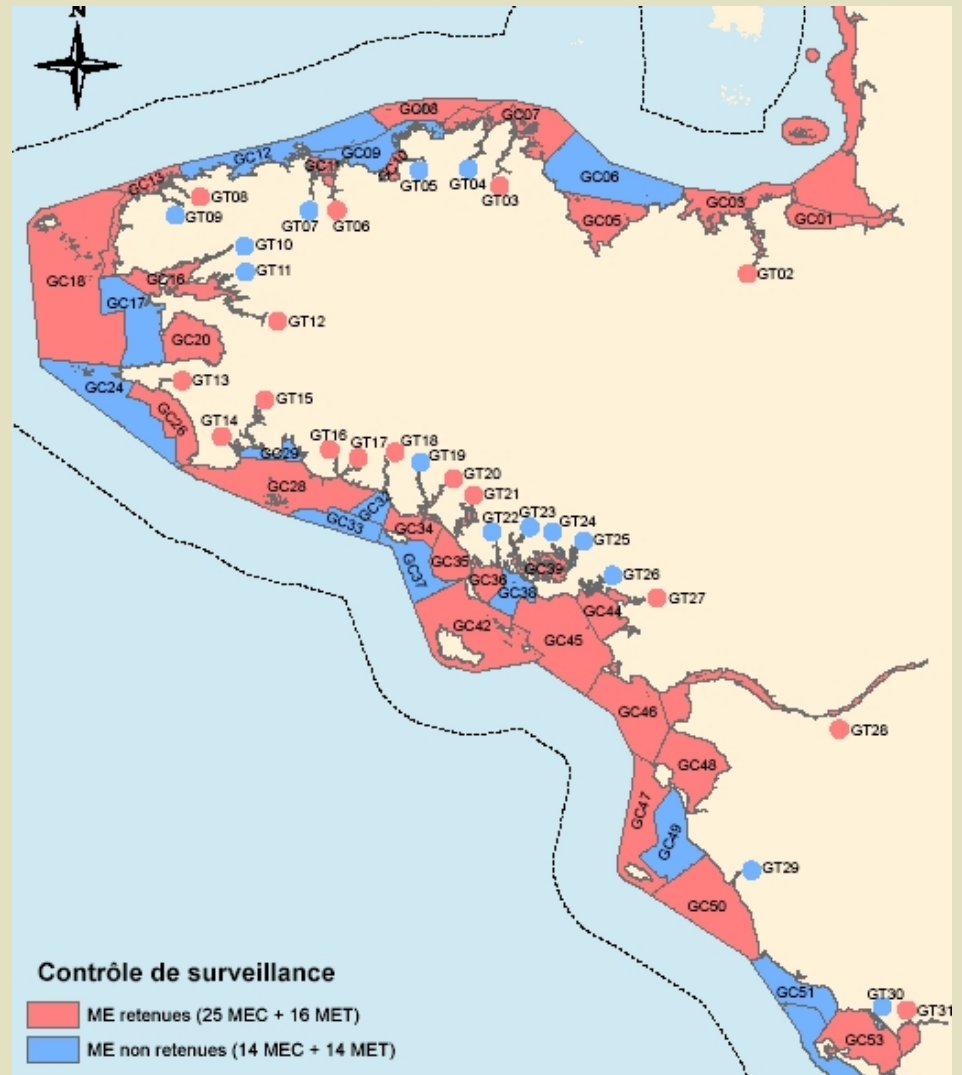 N
GC08
GC07
GC12
GC09
GC10
GC11
GC06
GC13
GT05
GT04
GT03
GT08
GT09
GT07
GT06
GC05
GC03
GC01
GT02
GT10
GT11
GC18
GC16
GC17
GT12
GC20
GC24
GT13
GC26
GT15
GT14
GC29
GT16
GT17
GT18
GT19
GT20
GT21
GC28
GC33
GC34
GT22
GT23
GT24
GT25
GC35
GC36
GC37
GC38
GC39
GT26
GT27
GC44
GC42
GC45
GC46
GT28
GC48
GC47
GC49
GT29
GC50
GC51
GT30
GT31
GC53
Contrôle de surveillance
ME retenues (25 MEC + 16 MET)
ME non retenues (14 MEC + 14 MET)